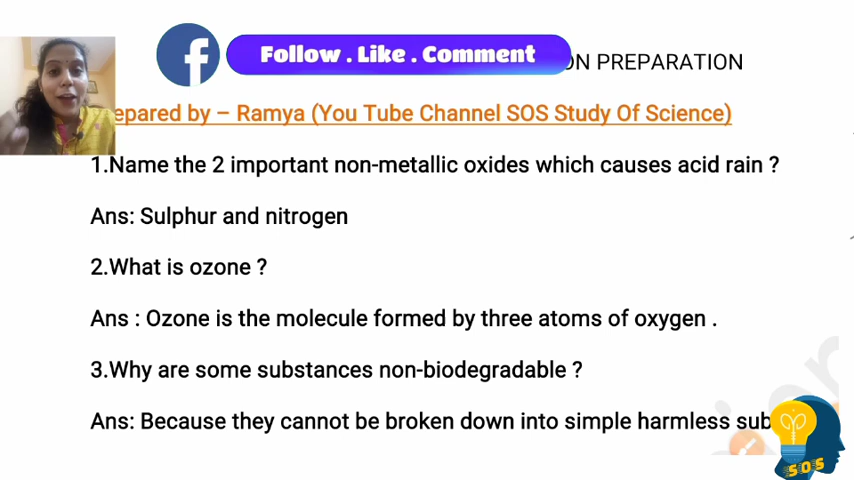 Follow . Like . Comment
ON PREPARATION
epared by – Ramya (You Tube Channel SOS Study Of Science)
1.Name the 2 important non-metallic oxides which causes acid rain ?
Ans: Sulphur and nitrogen
2.What is ozone ?
Ans : Ozone is the molecule formed by three atoms of oxygen .
3.Why are some substances non-biodegradable ?
Ans: Because they cannot be broken down into simple harmless sub
SOS